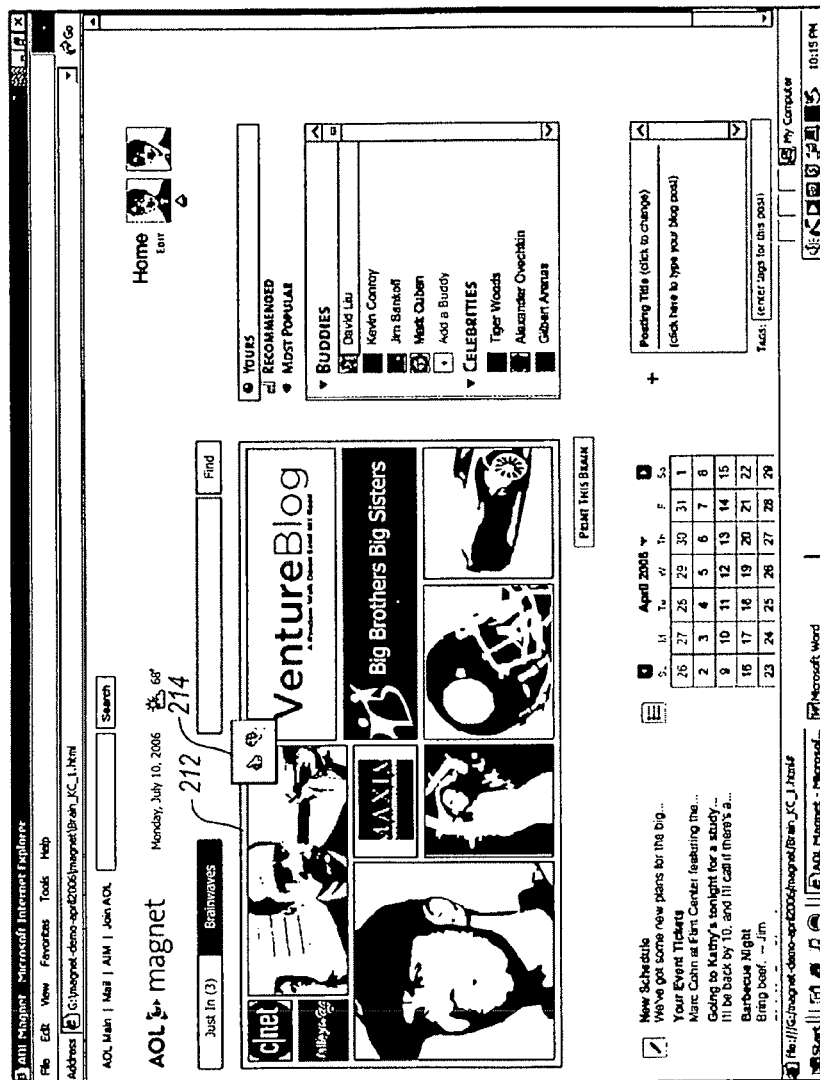 AOL Magnet - Microsoft Internet Explorer
File Edit View Favorites Tools Help
Address G:\magnet-demo-april2006\magnet\Brain_KC_1.html Go
AOL Main | Mail | AIM | Join AOL Search
AOL magnet Monday, July 10, 2006 68°
Home
EDIT
212
214
Just In (3) Brainwaves Find
c|net
VentureBlog
MAXIM
Big Brothers Big Sisters
PRINT THIS BRAIN
YOURS
RECOMMENDED
MOST POPULAR
BUDDIES
David Liu
Kevin Conroy
Jim Bankoff
Mark Cuban
Add a Buddy
CELEBRITIES
Tiger Woods
Alexander Ovechkin
Gilbert Arenas
New Schedule
We've got some new plans for the big...
Your Event Tickets
Marc Cohn at Flint Center featuring the...
Going to Kathy's tonight for a study...
I'll be back by 10, and I'll call if there's a...
Barbecue Night
Bring beef. -- Jim
April 2006
Su M Tu W Th F Sa
26 27 28 29 30 31 1
2 3 4 5 6 7 8
9 10 11 12 13 14 15
16 17 18 19 20 21 22
23 24 25 26 27 28 29
+ Posting Title (click to change)
(click here to type your blog post)
TAGS: (enter tags for this post)
file:///G:/magnet-demo-april2006/magnet/Brain_KC_1.html# My Computer
Start AOL Magnet - Microsof... Microsoft Word 10:15 PM